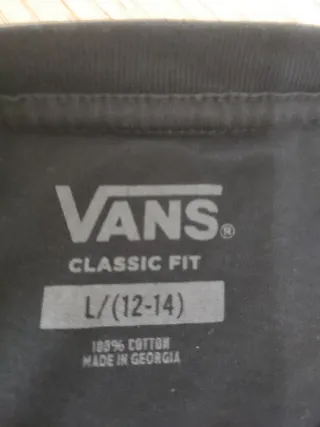 VANS®
CLASSIC FIT
L/(12-14)
100% COTTON
MADE IN GEORGIA